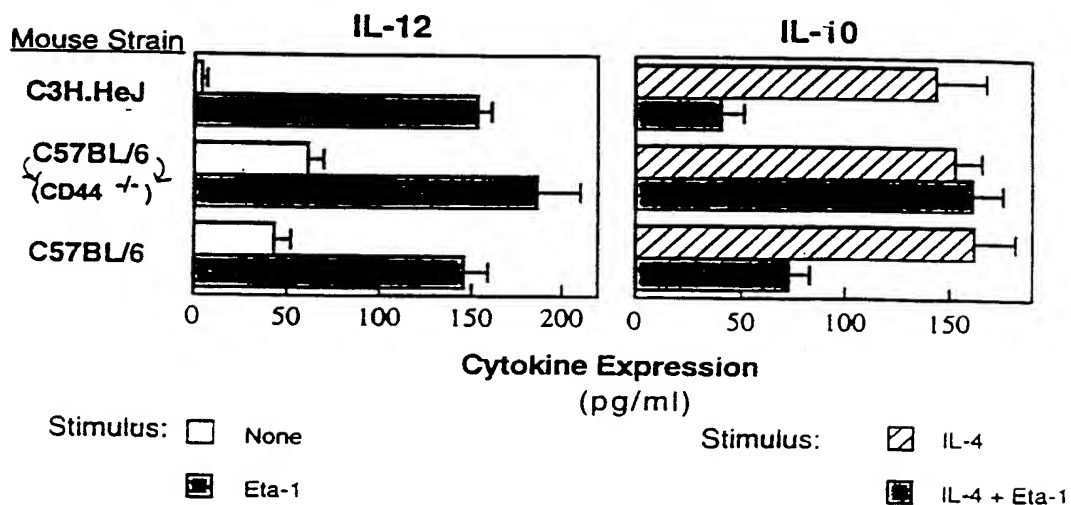 IL-12
IL-i0
Mouse Strain
C3H.HeJ
C57BL/6
(CD44 -/-)
C57BL/6
0 50 100 150 200
0 50 100 150
Cytokine Expression
(pg/ml)
Stimulus: None
Eta-1
Stimulus: IL-4
IL-4 + Eta-1